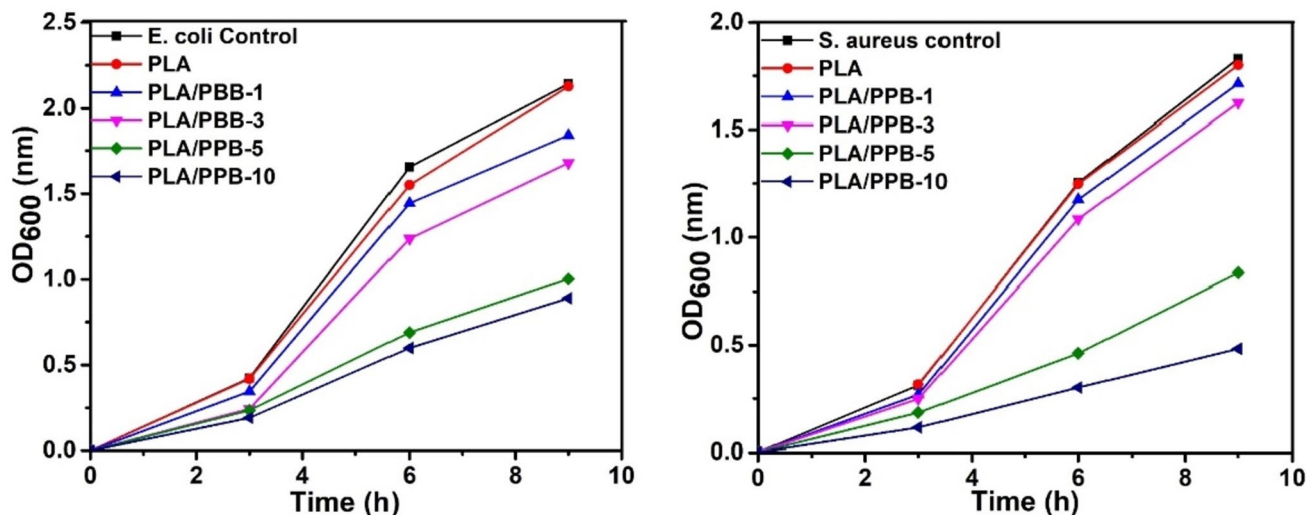 2.5
2.0
1.5
1.0
0.5
0.0
OD600 (nm)
E. coli Control
PLA
PLA/PBB-1
PLA/PBB-3
PLA/PPB-5
PLA/PPB-10
0 2 4 6 8 10
Time (h)
2.0
1.5
1.0
0.5
0.0
OD600 (nm)
S. aureus control
PLA
PLA/PPB-1
PLA/PPB-3
PLA/PPB-5
PLA/PPB-10
0 2 4 6 8 10
Time (h)